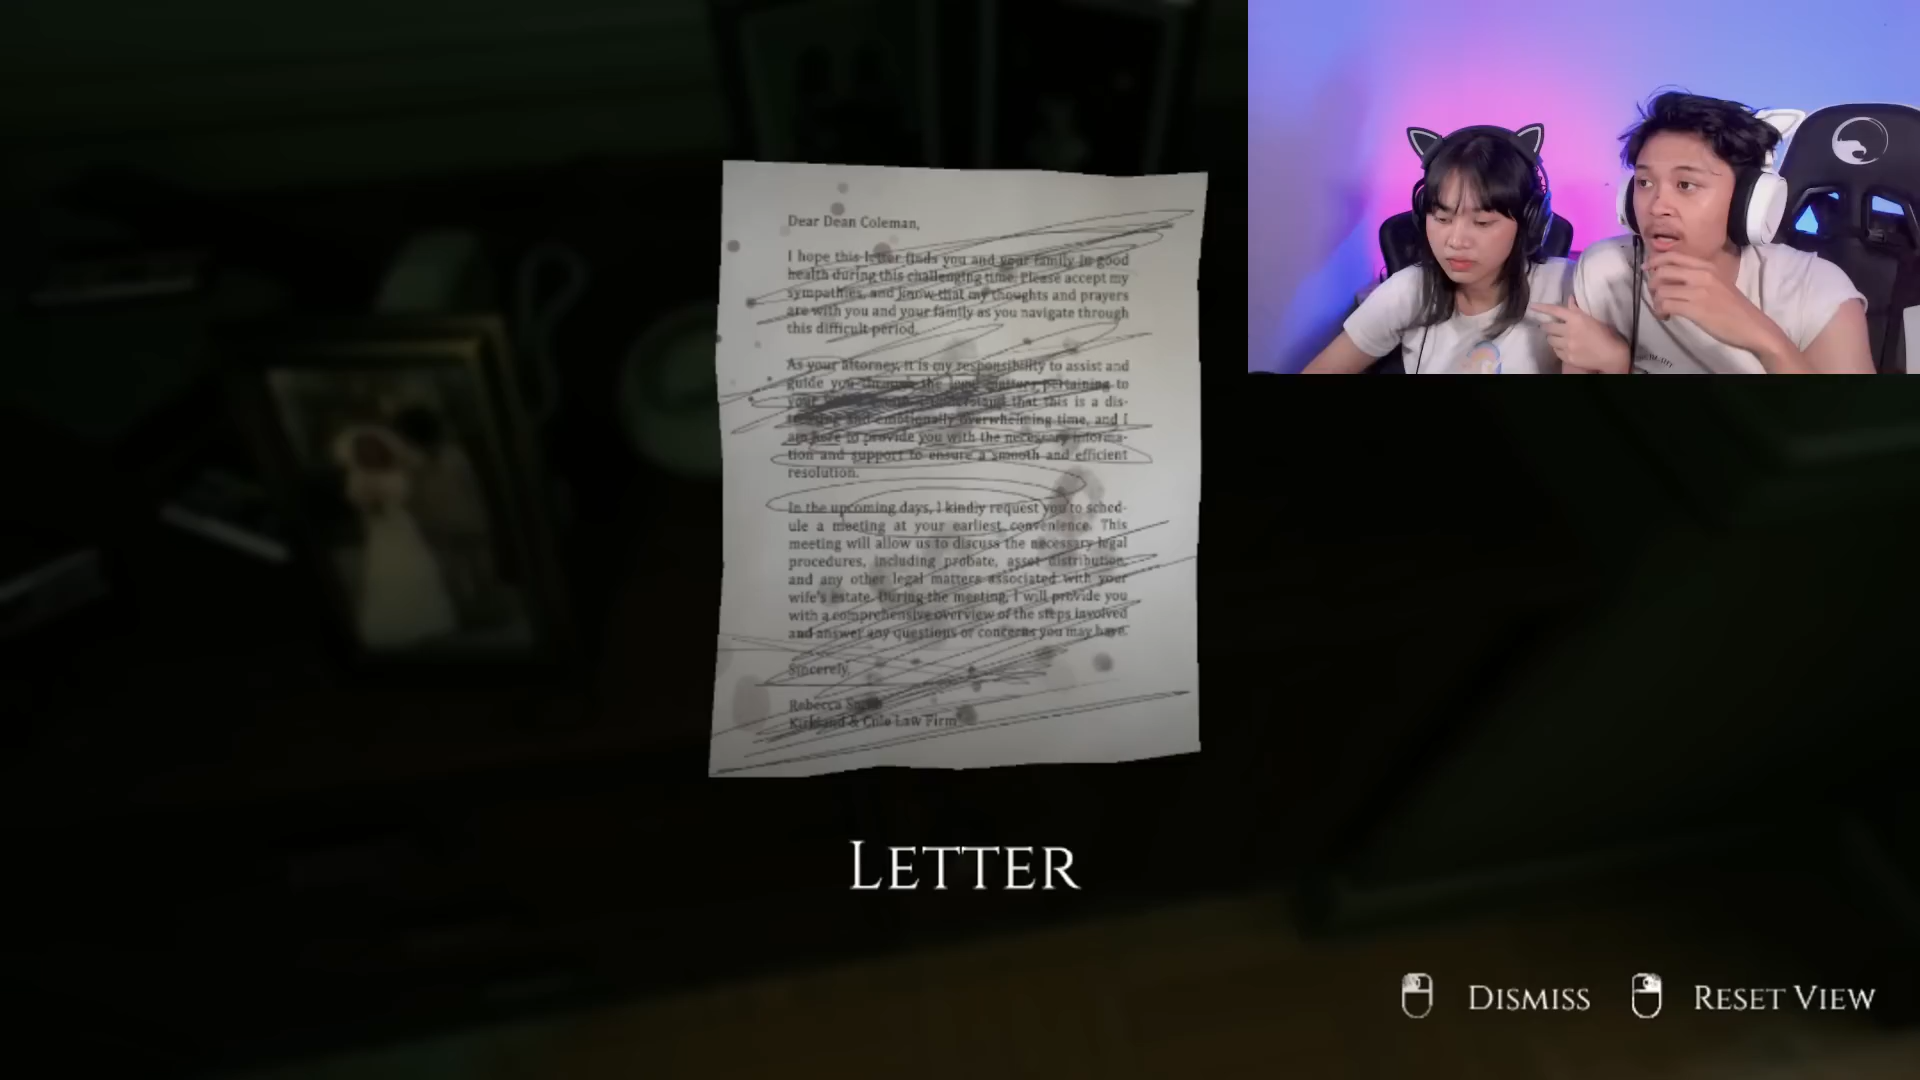 Dear Dean Coleman,
I hope this letter finds you and your family in good
health during this challenging time. Please accept my
sympathies, and know that my thoughts and prayers
are with you and your family as you navigate through
this difficult period.
As your attorney, it is my responsibility to assist and
guide you through the legal matters pertaining to
your understand that this is a dis-
tressing and emotionally overwhelming time, and I
am here to provide you with the necessary informa-
tion and support to ensure a smooth and efficient
resolution.
In the upcoming days, I kindly request you to sched-
ule a meeting at your earliest convenience. This
meeting will allow us to discuss the necessary legal
procedures, including probate, asset distribution,
and any other legal matters associated with your
wife's estate. During the meeting, I will provide you
with a comprehensive overview of the steps involved
and answer any questions or concerns you may have.
Sincerely,
Rebecca
Kirkland & Cole Law Firm
LETTER
DISMISS RESET VIEW